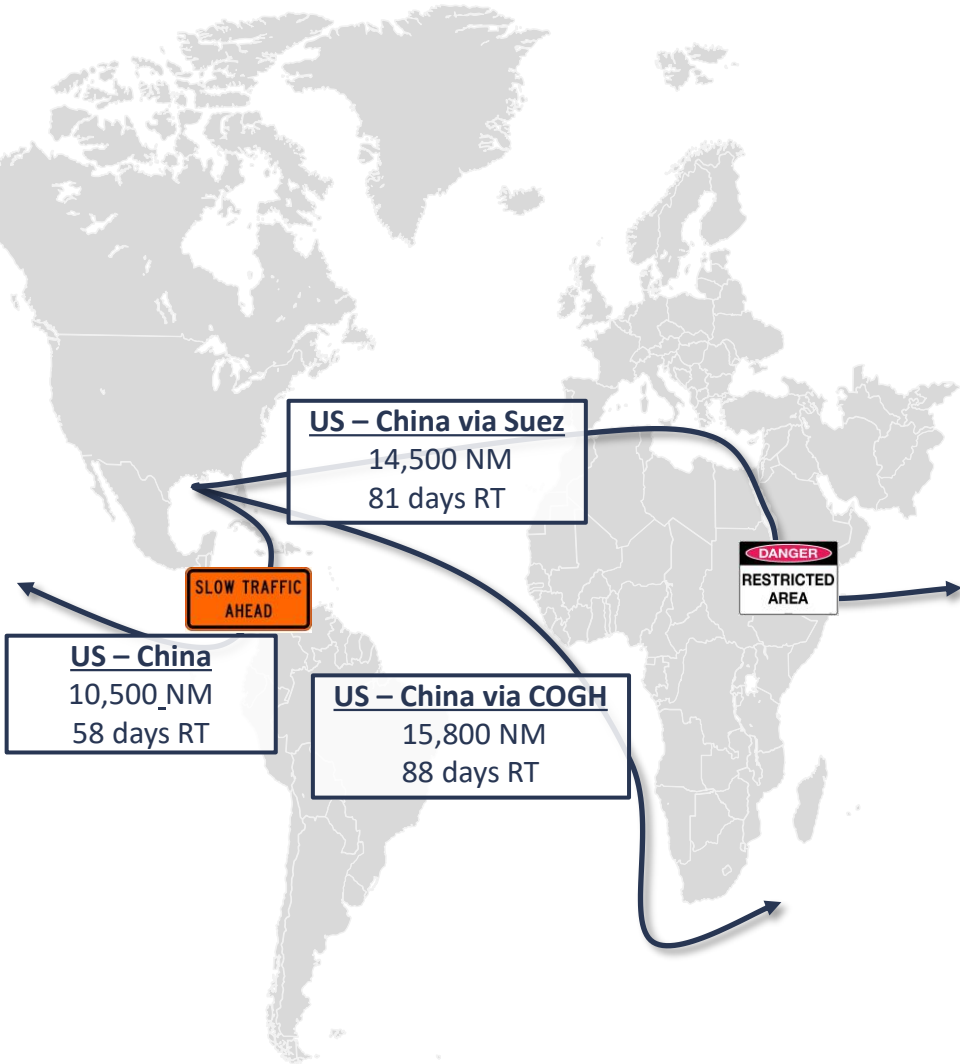 US – China via Suez
14,500 NM
81 days RT
DANGER
RESTRICTED
AREA
SLOW TRAFFIC
AHEAD
US – China
10,500 NM
58 days RT
US – China via COGH
15,800 NM
88 days RT